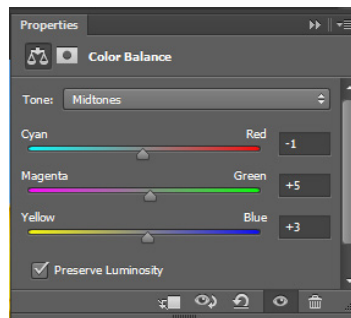 Properties
Color Balance
Tone: Midtones
Cyan Red -1
Magenta Green +5
Yellow Blue +3
Preserve Luminosity